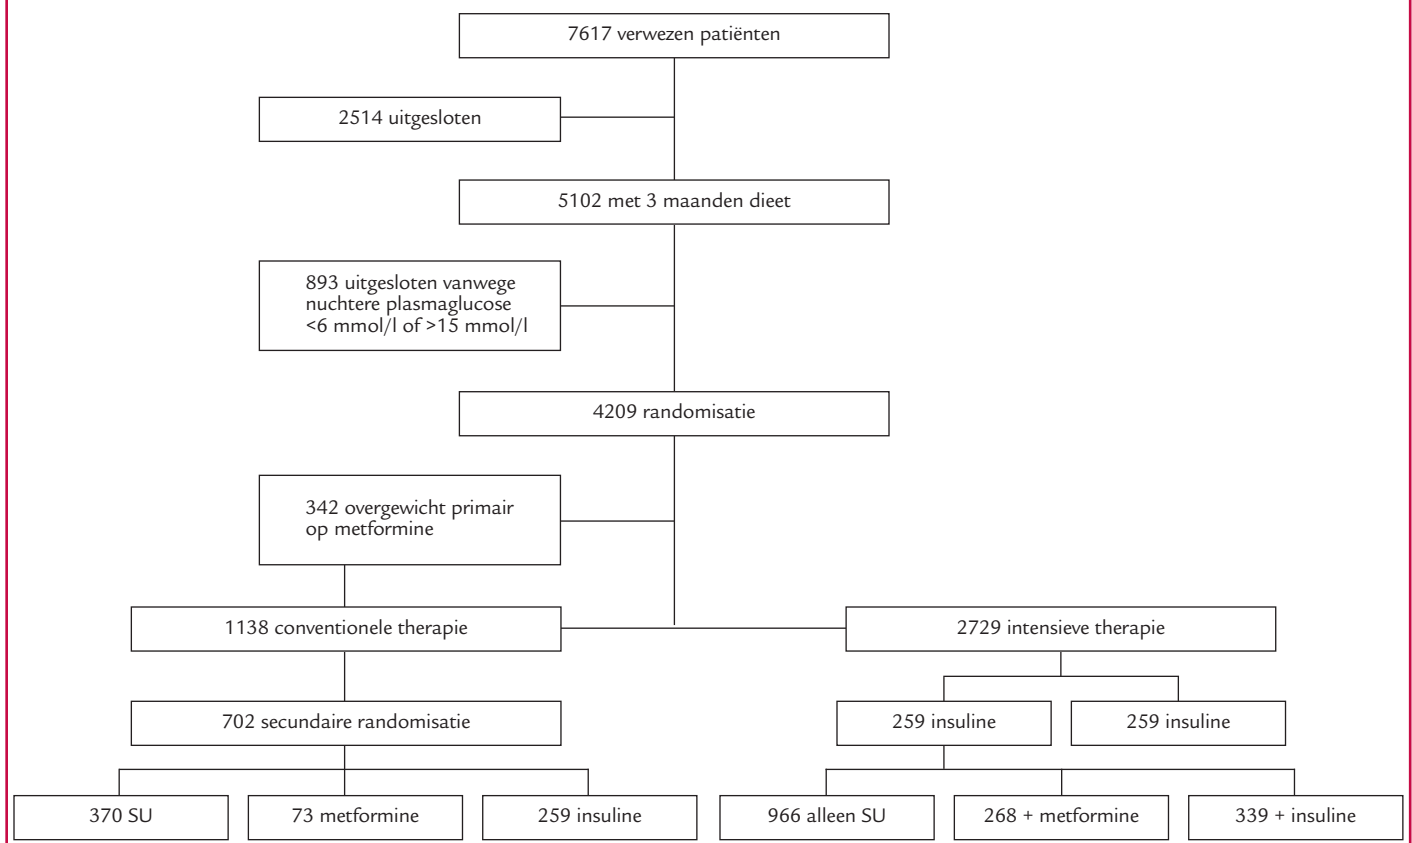 7617 verwezen patiënten
2514 uitgesloten
5102 met 3 maanden dieet
893 uitgesloten vanwege
nuchtere plasmaglucose
<6 mmol/l of >15 mmol/l
4209 randomisatie
342 overgewicht primair
op metformine
1138 conventionele therapie
2729 intensieve therapie
702 secundaire randomisatie
259 insuline
259 insuline
370 SU
73 metformine
259 insuline
966 alleen SU
268 + metformine
339 + insuline